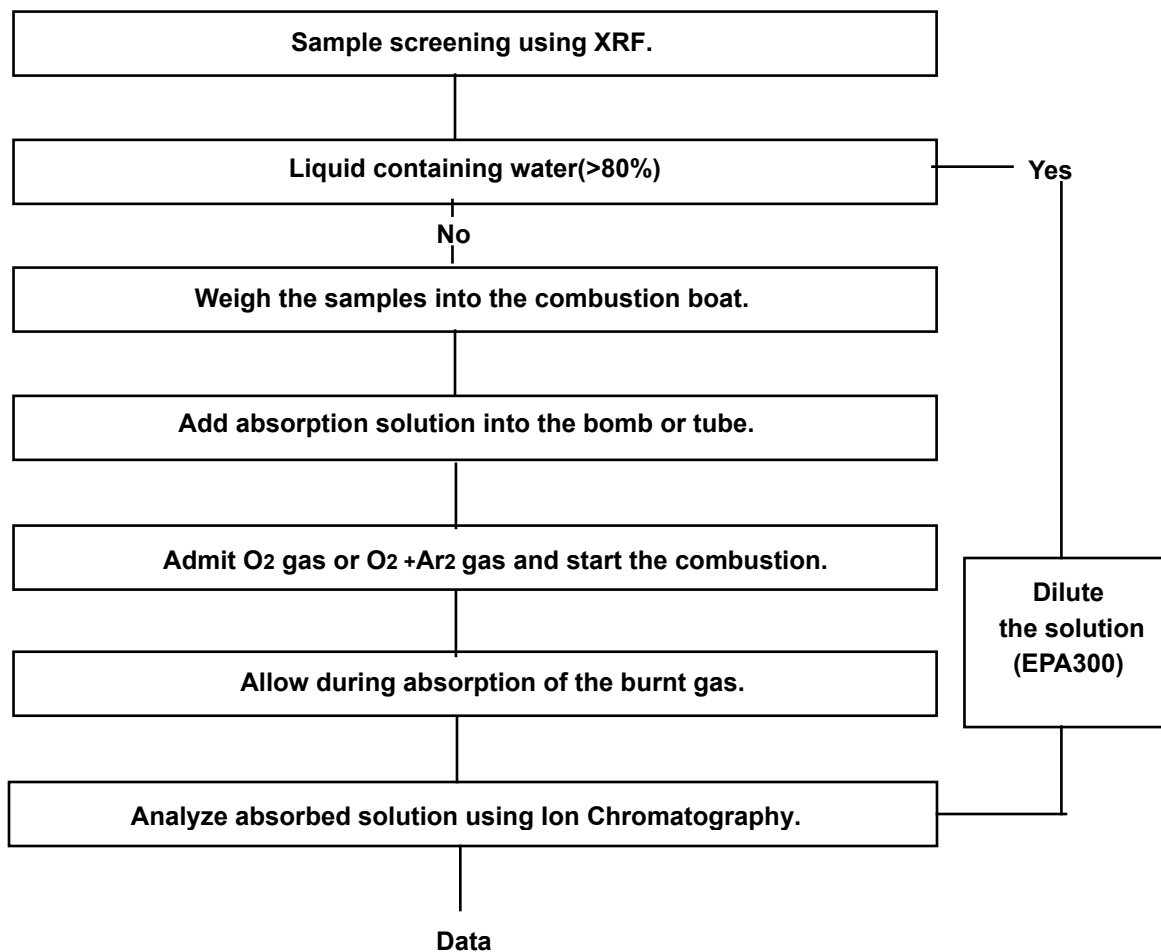 Sample screening using XRF.
Liquid containing water(>80%)
Yes
No
Weigh the samples into the combustion boat.
Add absorption solution into the bomb or tube.
Admit O2 gas or O2 +Ar2 gas and start the combustion.
Dilute
the solution
(EPA300)
Allow during absorption of the burnt gas.
Analyze absorbed solution using Ion Chromatography.
Data